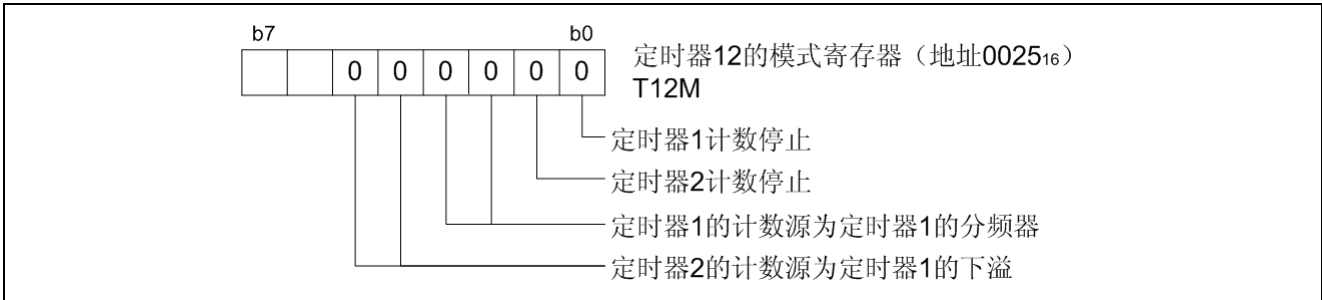 b7 b0
0 0 0 0 0 0
定时器12的模式寄存器（地址0025₁₆）
T12M
定时器1计数停止
定时器2计数停止
定时器1的计数源为定时器1的分频器
定时器2的计数源为定时器1的下溢